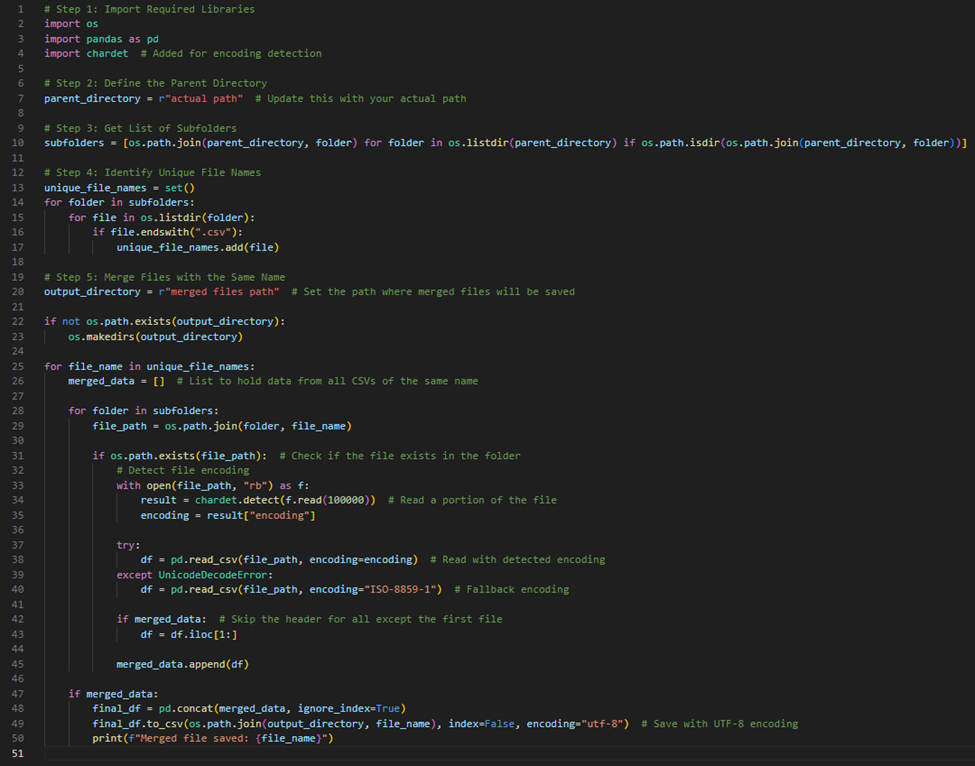 1 # Step 1: Import Required Libraries
2 import os
3 import pandas as pd
4 import chardet  # Added for encoding detection
5
6 # Step 2: Define the Parent Directory
7 parent_directory = r"actual path"  # Update this with your actual path
8
9 # Step 3: Get List of Subfolders
10 subfolders = [os.path.join(parent_directory, folder) for folder in os.listdir(parent_directory) if os.path.isdir(os.path.join(parent_directory, folder))]
11
12 # Step 4: Identify Unique File Names
13 unique_file_names = set()
14 for folder in subfolders:
15     for file in os.listdir(folder):
16         if file.endswith(".csv"):
17             unique_file_names.add(file)
18
19 # Step 5: Merge Files with the Same Name
20 output_directory = r"merged files path"  # Set the path where merged files will be saved
21
22 if not os.path.exists(output_directory):
23     os.makedirs(output_directory)
24
25 for file_name in unique_file_names:
26     merged_data = []  # List to hold data from all CSVs of the same name
27
28     for folder in subfolders:
29         file_path = os.path.join(folder, file_name)
30
31         if os.path.exists(file_path):  # Check if the file exists in the folder
32             # Detect file encoding
33             with open(file_path, "rb") as f:
34                 result = chardet.detect(f.read(100000))  # Read a portion of the file
35                 encoding = result["encoding"]
36
37             try:
38                 df = pd.read_csv(file_path, encoding=encoding)  # Read with detected encoding
39             except UnicodeDecodeError:
40                 df = pd.read_csv(file_path, encoding="ISO-8859-1")  # Fallback encoding
41
42             if merged_data:  # Skip the header for all except the first file
43                 df = df.iloc[1:]
44
45             merged_data.append(df)
46
47     if merged_data:
48         final_df = pd.concat(merged_data, ignore_index=True)
49         final_df.to_csv(os.path.join(output_directory, file_name), index=False, encoding="utf-8")  # Save with UTF-8 encoding
50         print(f"Merged file saved: {file_name}")
51